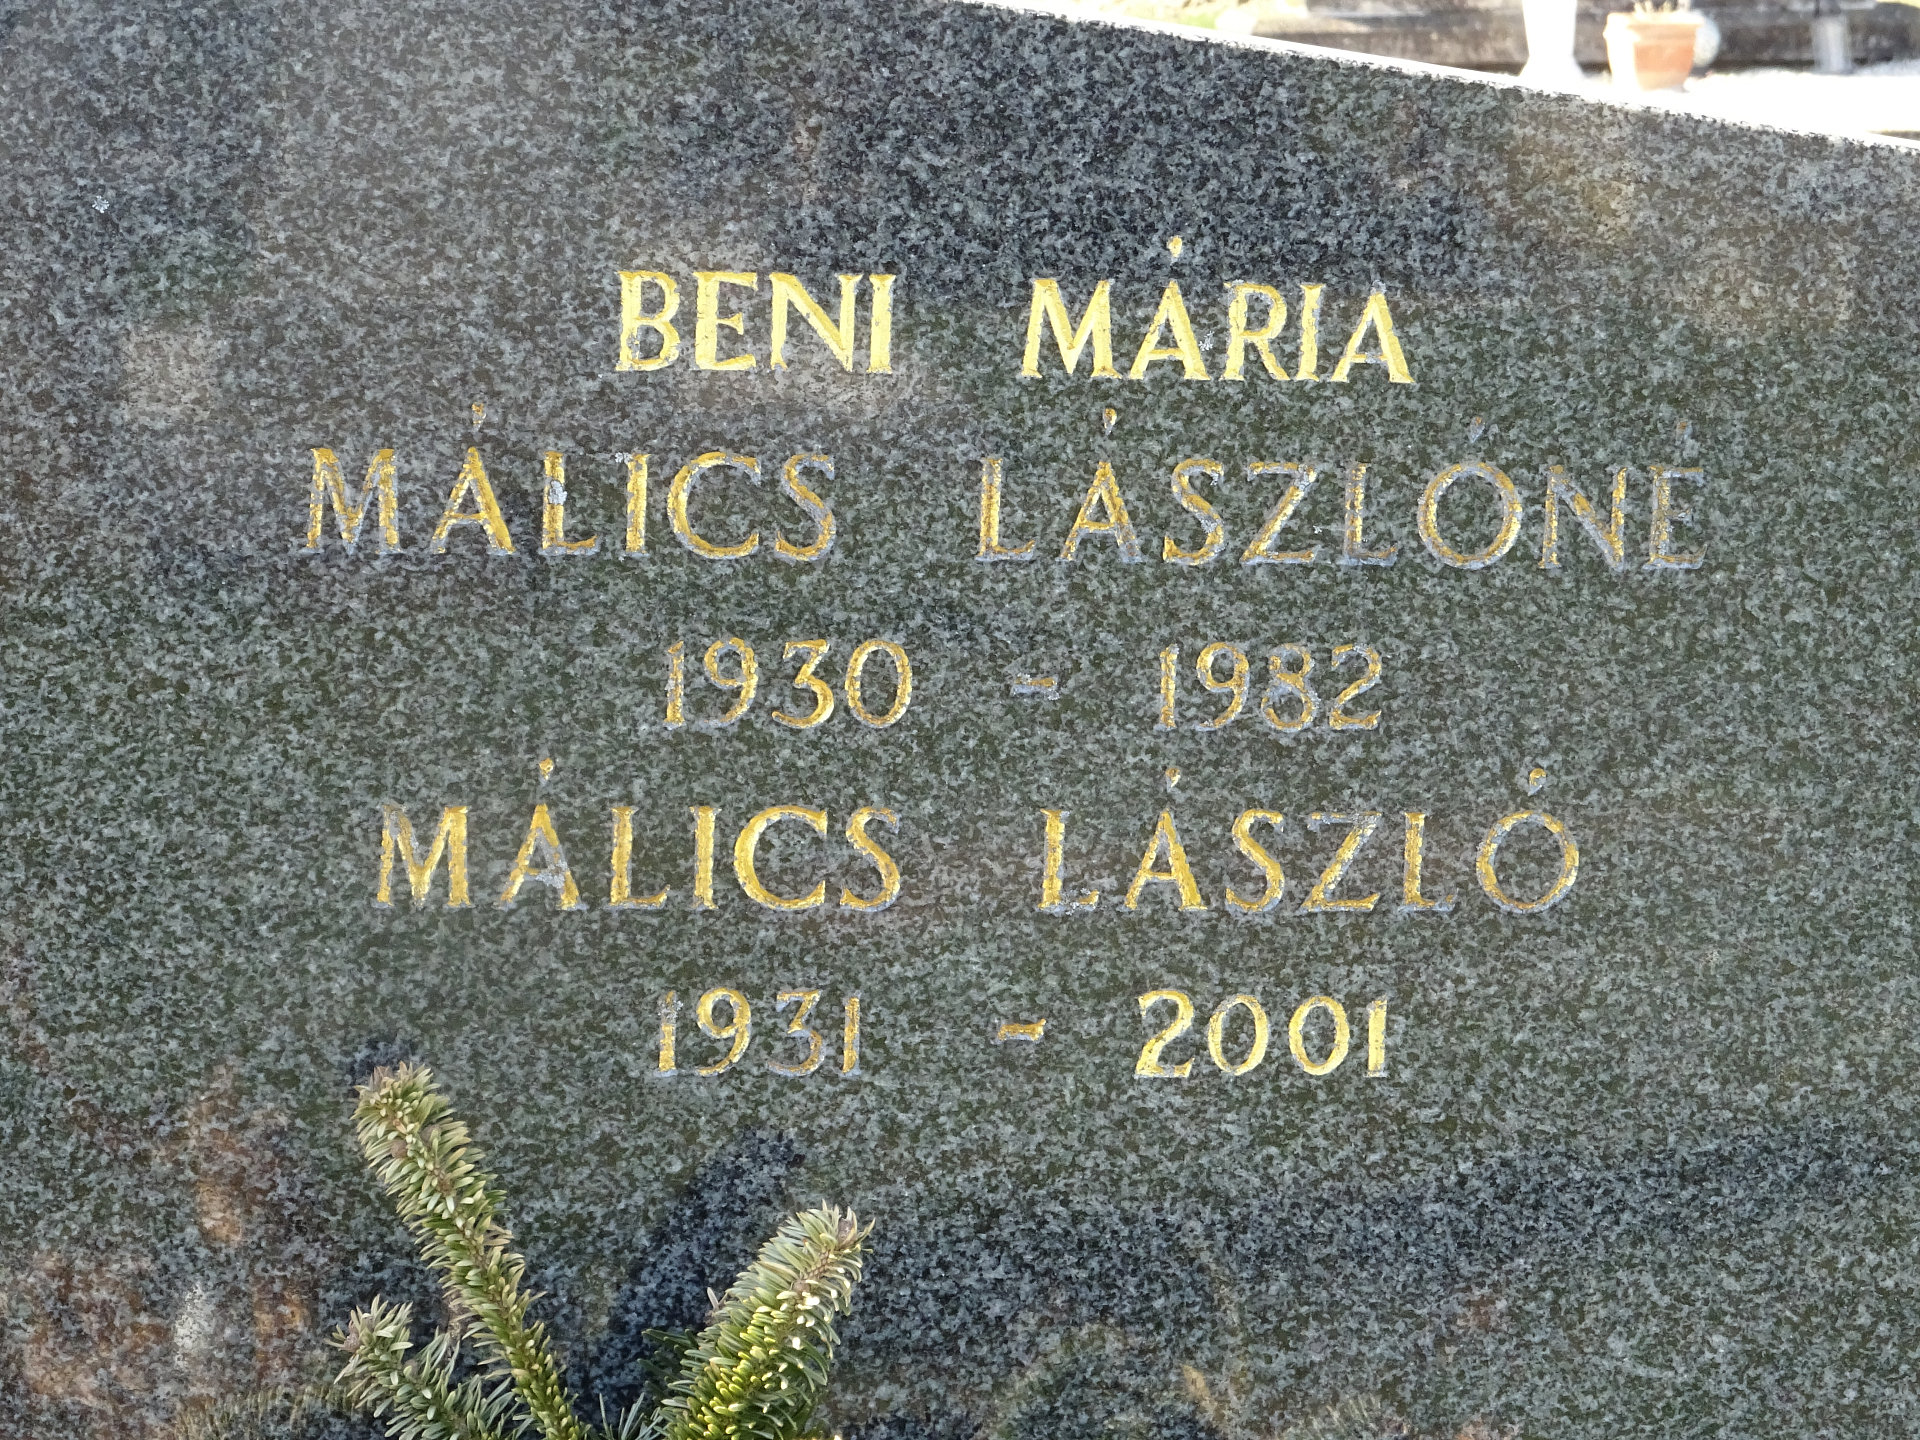 BENI MÁRIA
MÁLICS LÁSZLÓNÉ
1930 - 1982
MÁLICS LÁSZLÓ
1931 - 2001